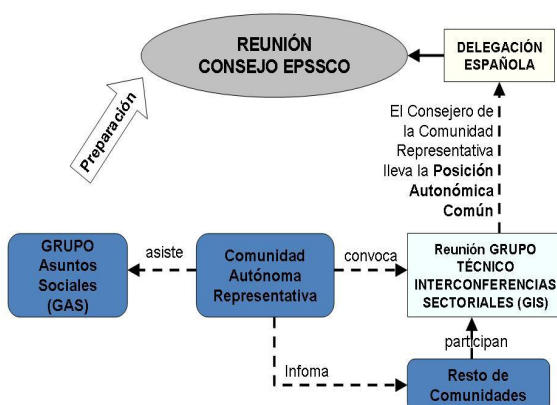 REUNIÓN
CONSEJO EPSSCO
DELEGACIÓN
ESPAÑOLA
Preparación
El Consejero de
la Comunidad
Representativa
lleva la Posición
Autonómica
Común
GRUPO
Asuntos
Sociales
(GAS)
asiste
Comunidad
Autónoma
Representativa
convoca
Reunión GRUPO
TÉCNICO
INTERCONFERENCIAS
SECTORIALES (GIS)
participan
Infoma
Resto de
Comunidades